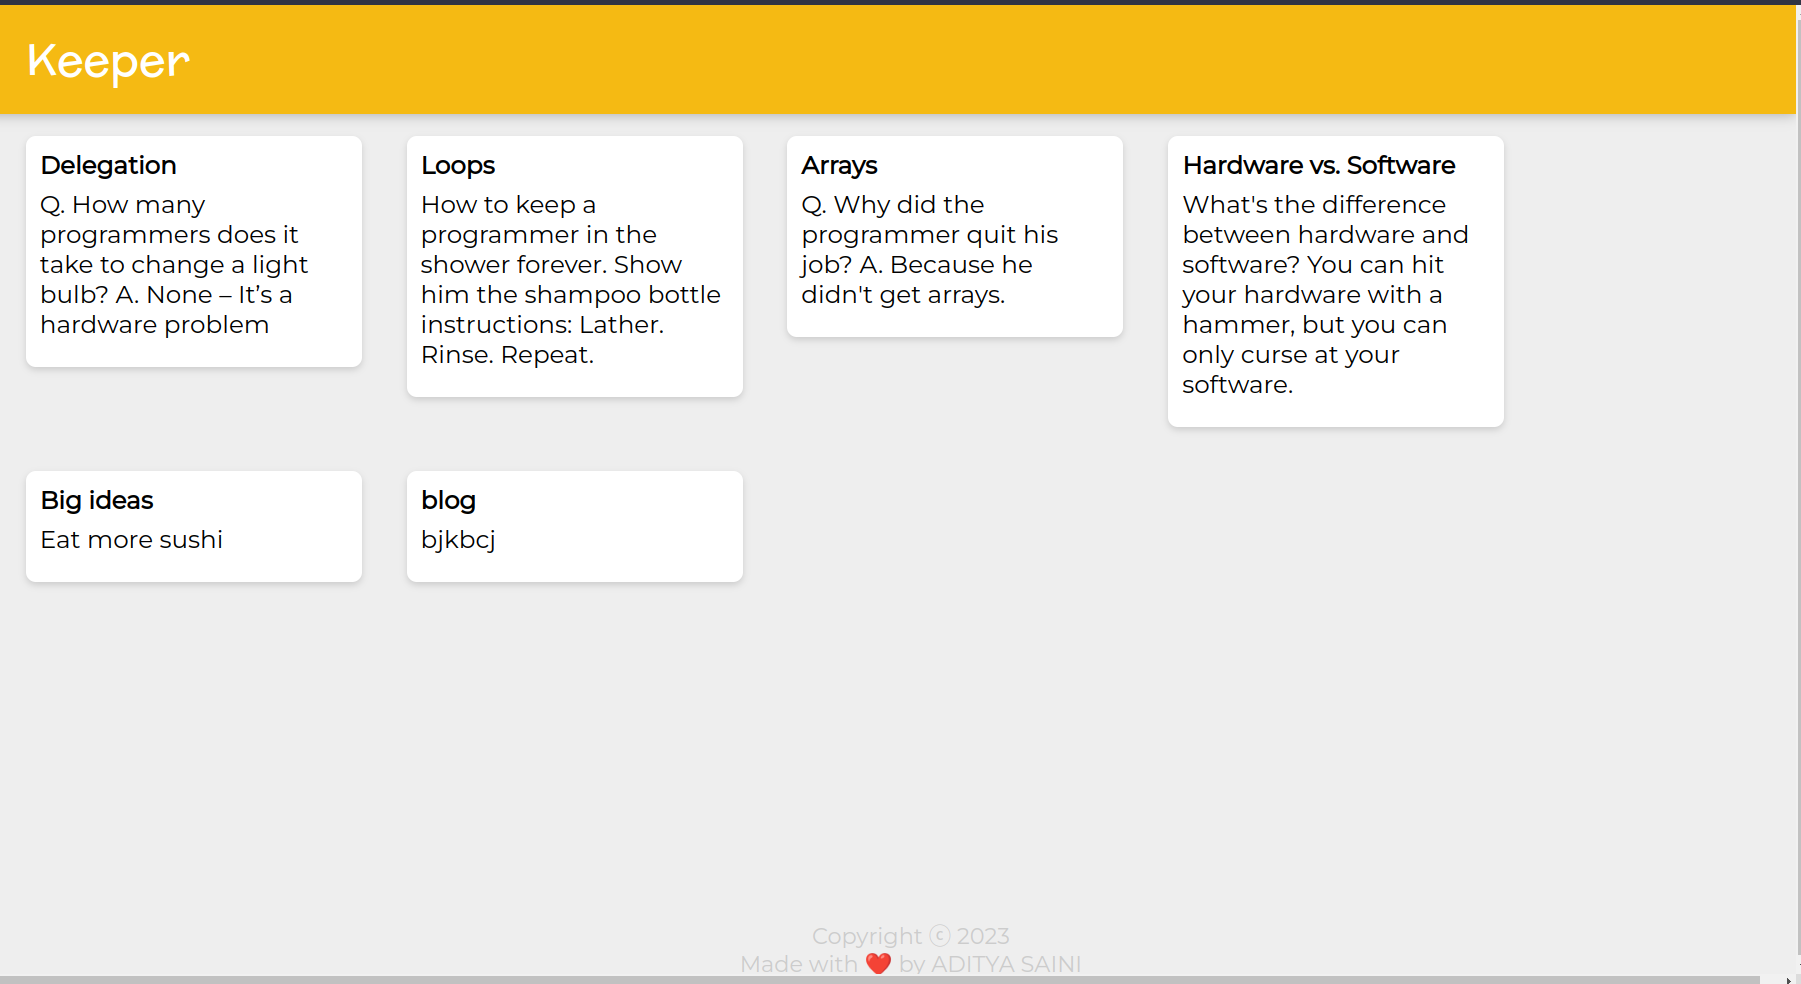 Keeper
Delegation
Q. How many
programmers does it
take to change a light
bulb? A. None – It’s a
hardware problem
Loops
How to keep a
programmer in the
shower forever. Show
him the shampoo bottle
instructions: Lather.
Rinse. Repeat.
Arrays
Q. Why did the
programmer quit his
job? A. Because he
didn't get arrays.
Hardware vs. Software
What's the difference
between hardware and
software? You can hit
your hardware with a
hammer, but you can
only curse at your
software.
Big ideas
Eat more sushi
blog
bjkbcj
Copyright ⓒ 2023
Made with ❤️ by ADITYA SAINI